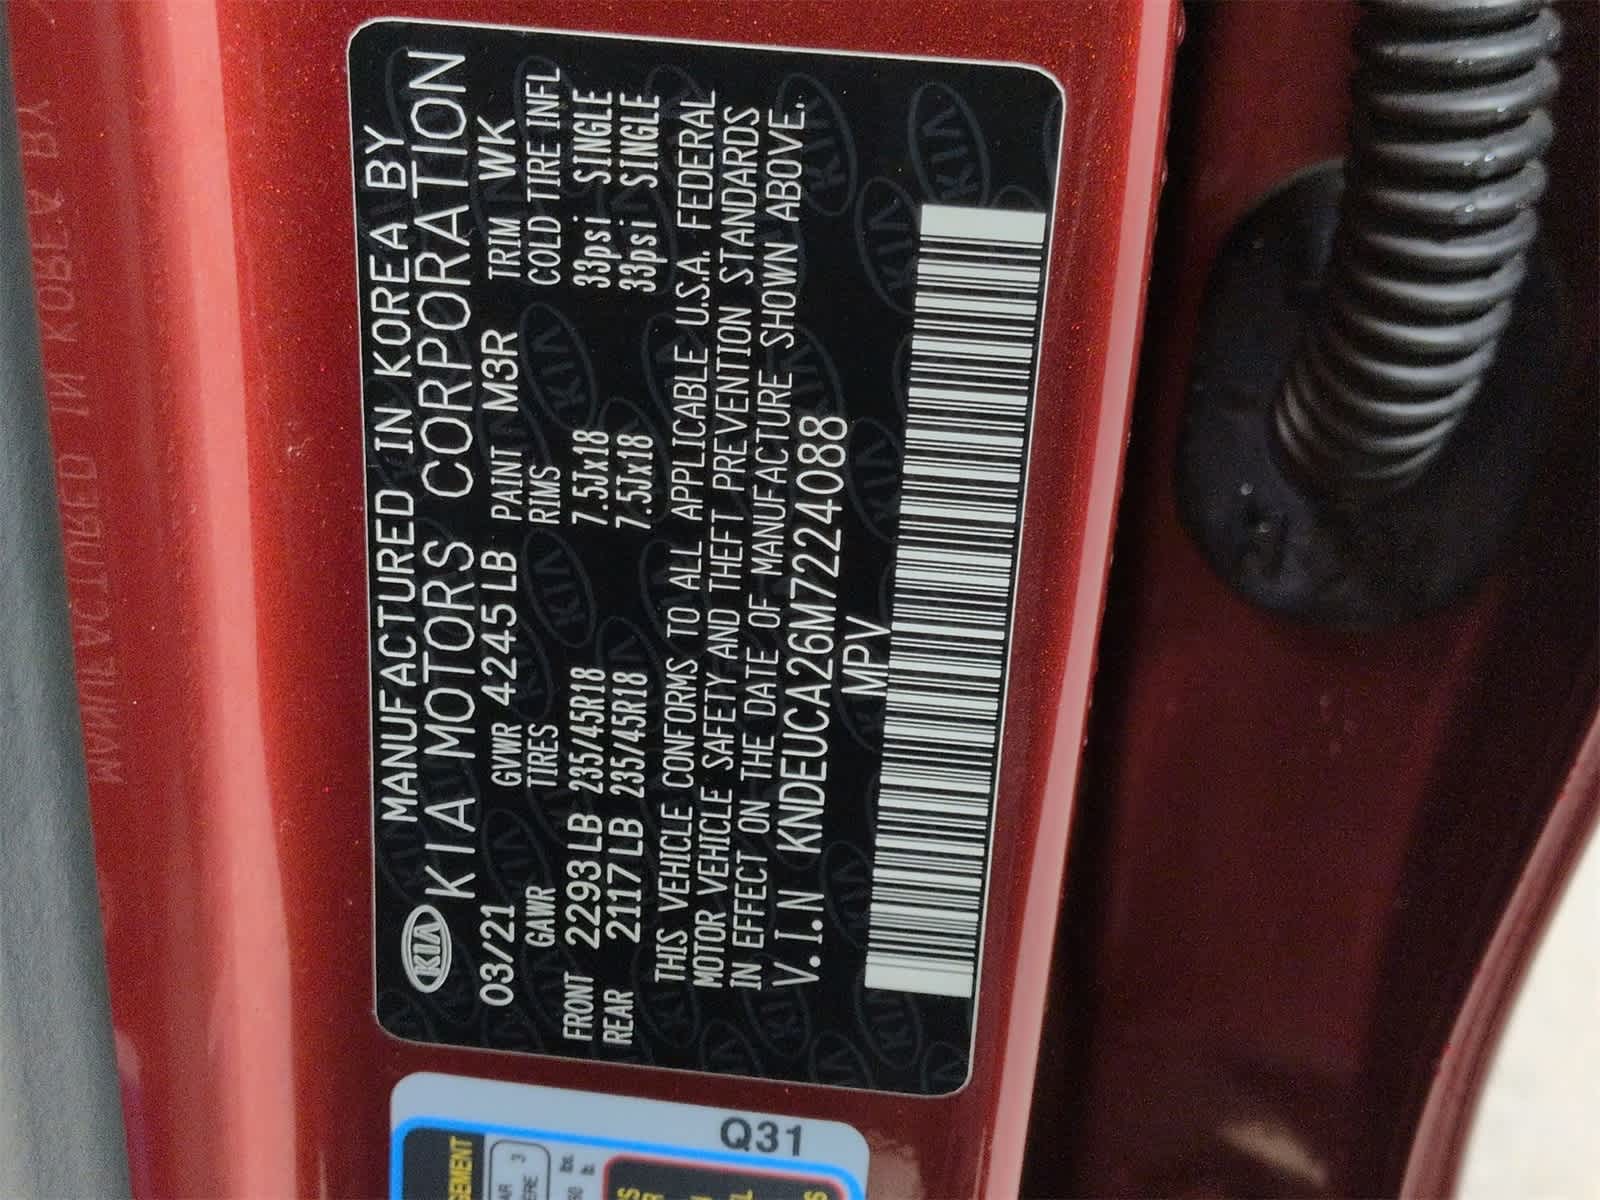 MANUFACTURED IN KOREA BY
KIA KIA MOTORS CORPORATION
03/21 GVWR 4245LB PAINT M3R TRIM WK
GAWR TIRES RIMS COLD TIRE INFL
FRONT 2293LB 235/45R18 7.5Jx18 33psi SINGLE
REAR 2117LB 235/45R18 7.5Jx18 33psi SINGLE
THIS VEHICLE CONFORMS TO ALL APPLICABLE U.S.A. FEDERAL
MOTOR VEHICLE SAFETY AND THEFT PREVENTION STANDARDS
IN EFFECT ON THE DATE OF MANUFACTURE SHOWN ABOVE.
V.I.N KNDEUCA26M7224088
MPV
Q31